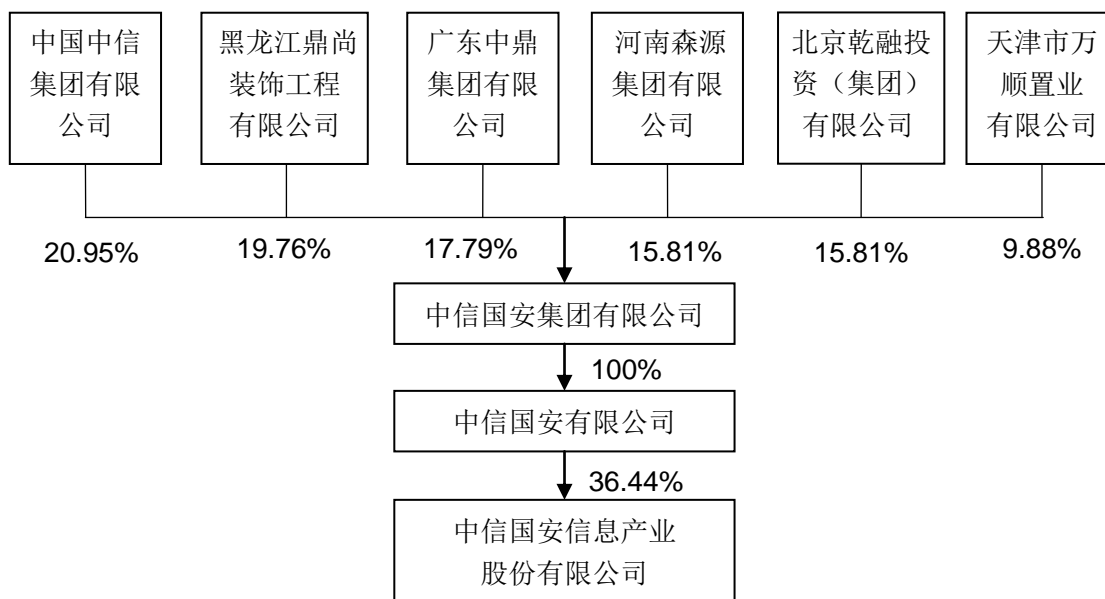 中国中信
集团有限
公司
黑龙江鼎尚
装饰工程
有限公司
广东中鼎
集团有限
公司
河南森源
集团有限
公司
北京乾融投
资（集团）
有限公司
天津市万
顺置业
有限公司
20.95%
19.76%
17.79%
15.81%
15.81%
9.88%
中信国安集团有限公司
100%
中信国安有限公司
36.44%
中信国安信息产业
股份有限公司